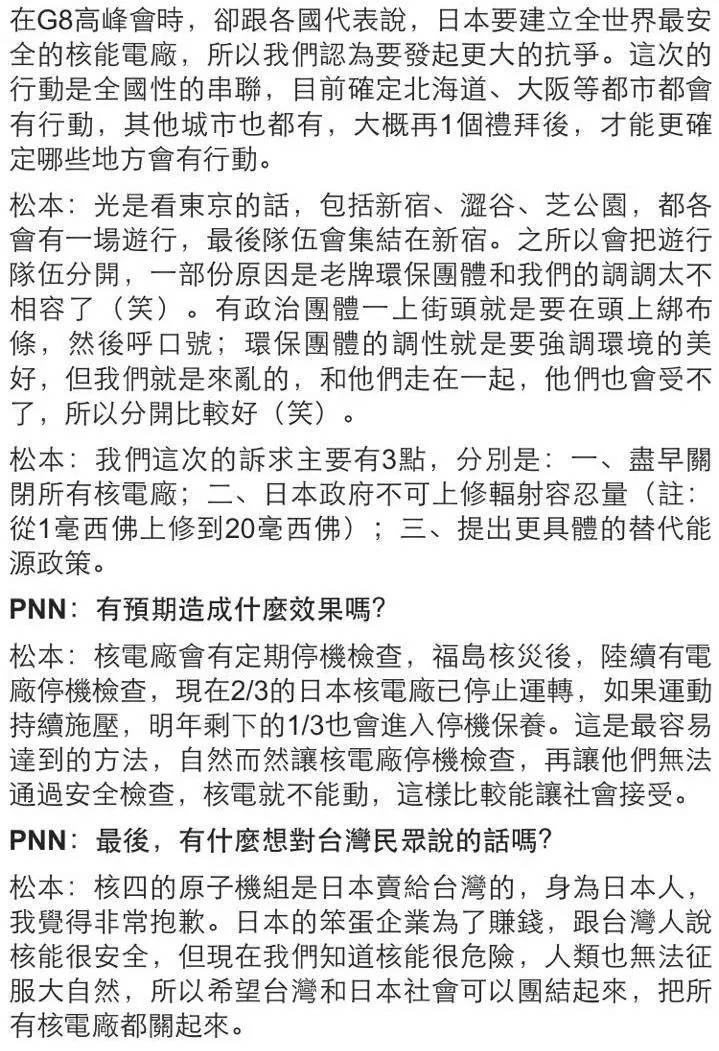 在G8高峰會時，卻跟各國代表說，日本要建立全世界最安
全的核能電廠，所以我們認為要發起更大的抗爭。這次的
行動是全國性的串聯，目前確定北海道、大阪等都市都會
有行動，其他城市也都有，大概再1個禮拜後，才能更確
定哪些地方會有行動。
松本：光是看東京的話，包括新宿、澀谷、芝公園，都各
會有一場遊行，最後隊伍會集結在新宿。之所以會把遊行
隊伍分開，一部份原因是老牌環保團體和我們的調調太不
相容了（笑）。有政治團體一上街頭就是要在頭上綁布
條，然後呼口號；環保團體的調性就是要強調環境的美
好，但我們就是來亂的，和他們走在一起，他們也會受不
了，所以分開比較好（笑）。
松本：我們這次的訴求主要有3點，分別是：一、盡早關
閉所有核電廠；二、日本政府不可上修輻射容忍量（註：
從1毫西佛上修到20毫西佛）；三、提出更具體的替代能
源政策。
PNN：有預期造成什麼效果嗎？
松本：核電廠會有定期停機檢查，福島核災後，陸續有電
廠停機檢查，現在2/3的日本核電廠已停止運轉，如果運動
持續施壓，明年剩下的1/3也會進入停機保養。這是最容易
達到的方法，自然而然讓核電廠停機檢查，再讓他們無法
通過安全檢查，核電就不能動，這樣比較能讓社會接受。
PNN：最後，有什麼想對台灣民眾說的話嗎？
松本：核四的原子機組是日本賣給台灣的，身為日本人，
我覺得非常抱歉。日本的笨蛋企業為了賺錢，跟台灣人說
核能很安全，但現在我們知道核能很危險，人類也無法征
服大自然，所以希望台灣和日本社會可以團結起來，把所
有核電廠都關起來。